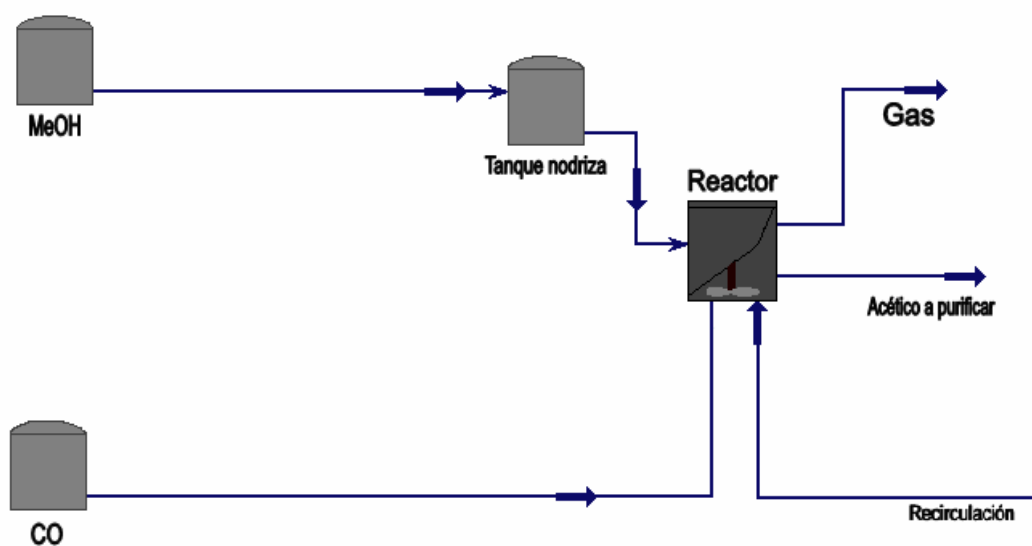 MeOH
Tanque nodriza
Gas
Reactor
Acético a purificar
CO
Recirculación